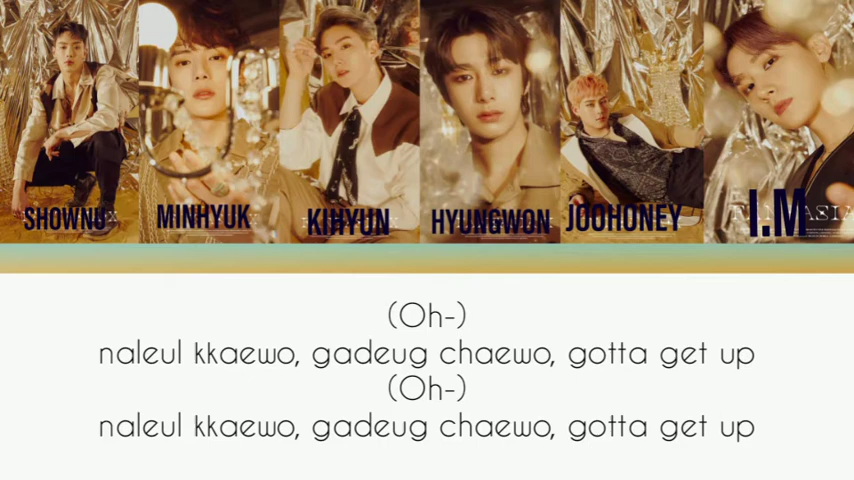 SHOWNU MINHYUK KIHYUN HYUNGWON JOOHONEY I.M
(Oh-)
naleul kkaewo, gadeug chaewo, gotta get up
(Oh-)
naleul kkaewo, gadeug chaewo, gotta get up